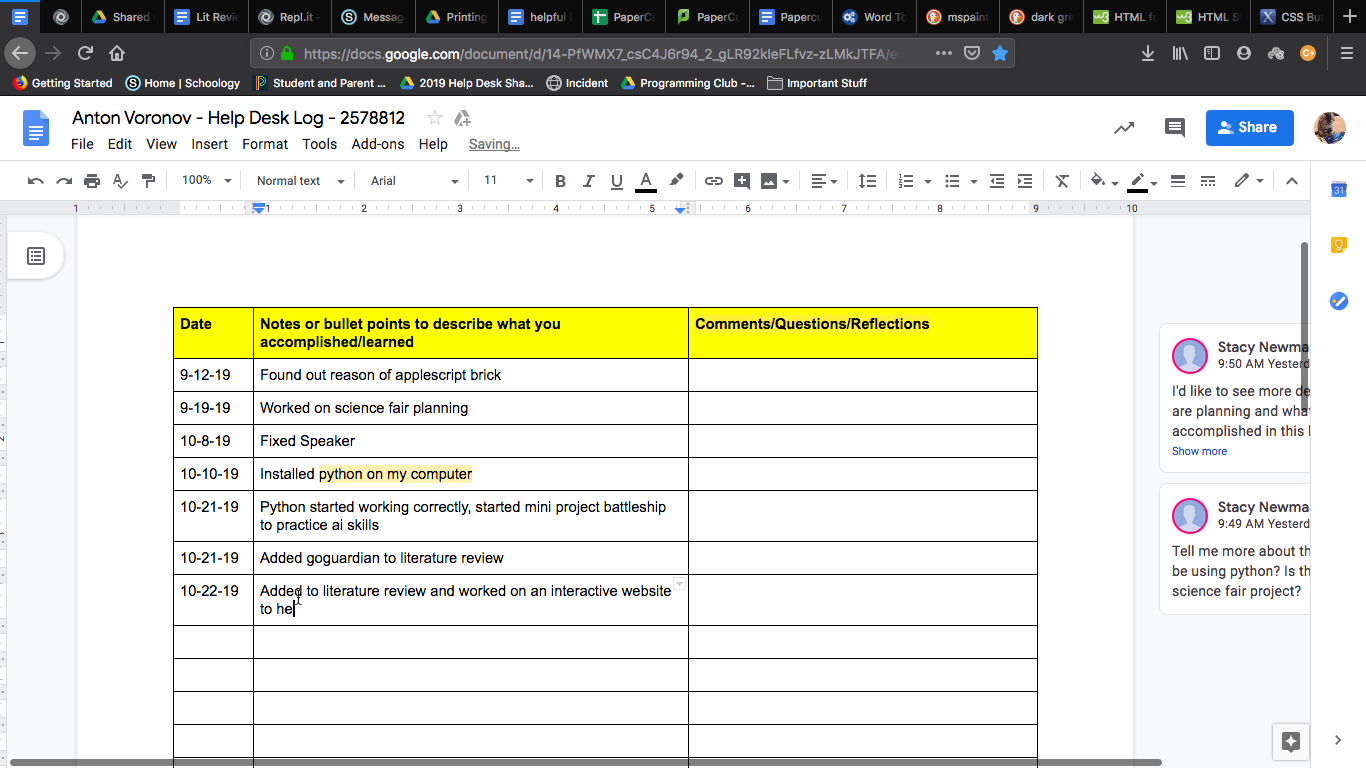 Shared
Lit Revi
Repl.it -
Messag
Printing
helpful
PaperCu
PaperCu
Papercu
Word To
mspaint
dark gre
HTML fo
HTML S
CSS But
https://docs.google.com/document/d/14-PfWMX7_csC4J6r94_2_gLR92kIeFLfvz-zLMkJTFA/e
Getting Started
Home | Schoology
Student and Parent ...
2019 Help Desk Sha...
Incident
Programming Club -...
Important Stuff
Anton Voronov - Help Desk Log - 2578812
File Edit View Insert Format Tools Add-ons Help Saving...
Share
100% Normal text Arial 11
1 1 2 3 4 5 6 7 8 9 10
Date
Notes or bullet points to describe what you
accomplished/learned
Comments/Questions/Reflections
9-12-19 Found out reason of applescript brick
9-19-19 Worked on science fair planning
10-8-19 Fixed Speaker
10-10-19 Installed python on my computer
10-21-19 Python started working correctly, started mini project battleship
to practice ai skills
10-21-19 Added goguardian to literature review
10-22-19 Added to literature review and worked on an interactive website
to he
Stacy Newma
9:50 AM Yesterd
I'd like to see more de
are planning and wha
accomplished in this l
Show more
Stacy Newma
9:49 AM Yesterd
Tell me more about th
be using python? Is th
science fair project?
31